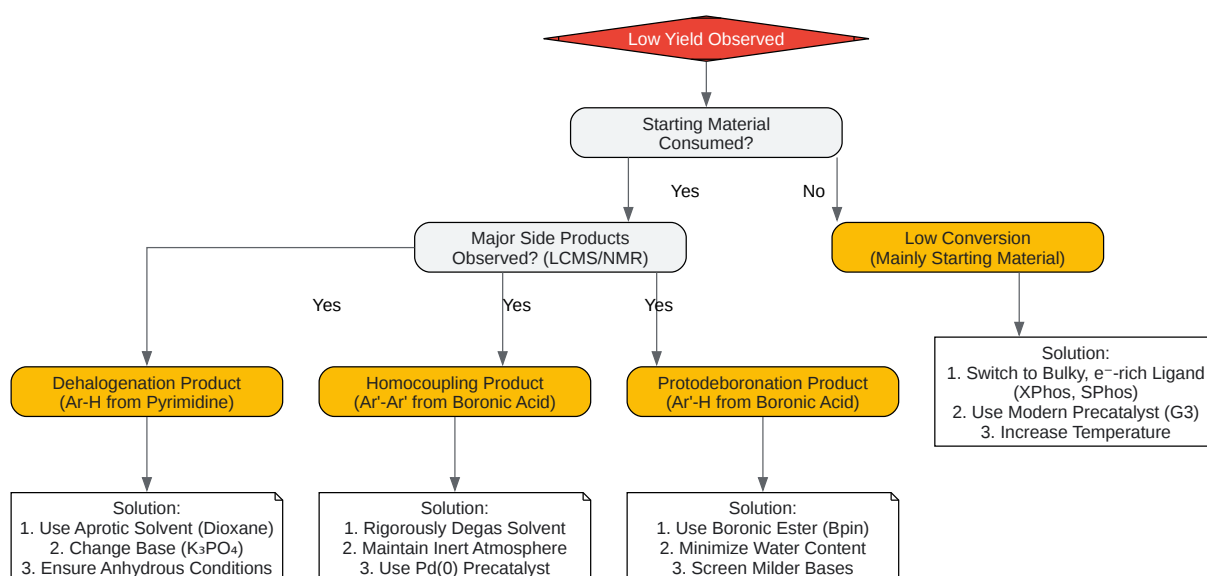 Low Yield Observed
Starting Material
Consumed?
Yes
No
Major Side Products
Observed? (LCMS/NMR)
Low Conversion
(Mainly Starting Material)
Yes
Yes
Yes
Solution:
1. Switch to Bulky, e⁻-rich Ligand
(XPhos, SPhos)
2. Use Modern Precatalyst (G3)
3. Increase Temperature
Dehalogenation Product
(Ar-H from Pyrimidine)
Homocoupling Product
(Ar'-Ar' from Boronic Acid)
Protodeboronation Product
(Ar'-H from Boronic Acid)
Solution:
1. Use Aprotic Solvent (Dioxane)
2. Change Base (K₃PO₄)
3. Ensure Anhydrous Conditions
Solution:
1. Rigorously Degas Solvent
2. Maintain Inert Atmosphere
3. Use Pd(0) Precatalyst
Solution:
1. Use Boronic Ester (Bpin)
2. Minimize Water Content
3. Screen Milder Bases